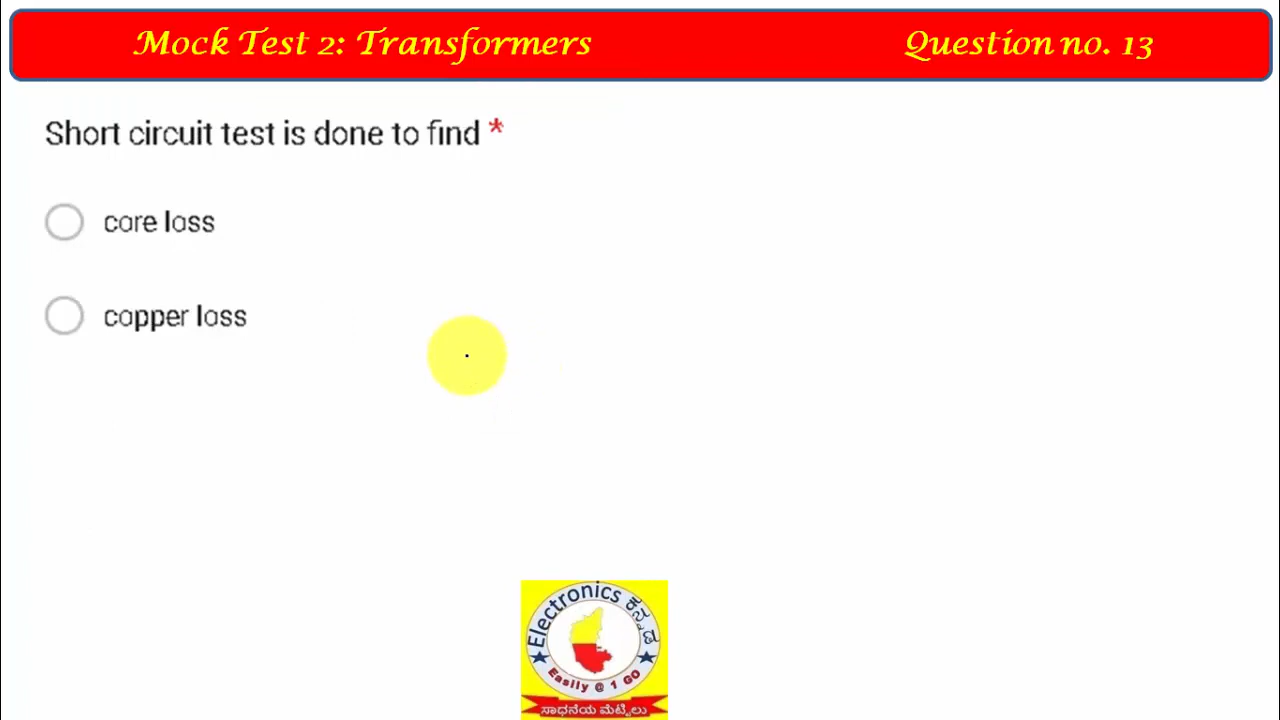 Mock Test 2: Transformers
Question no. 13
Short circuit test is done to find *
core loss
copper loss
Electronics ಕನ್ನಡ
Easily @ 1 GO
ಸಾಧನೆಯ ಮೆಟ್ಟಿಲು